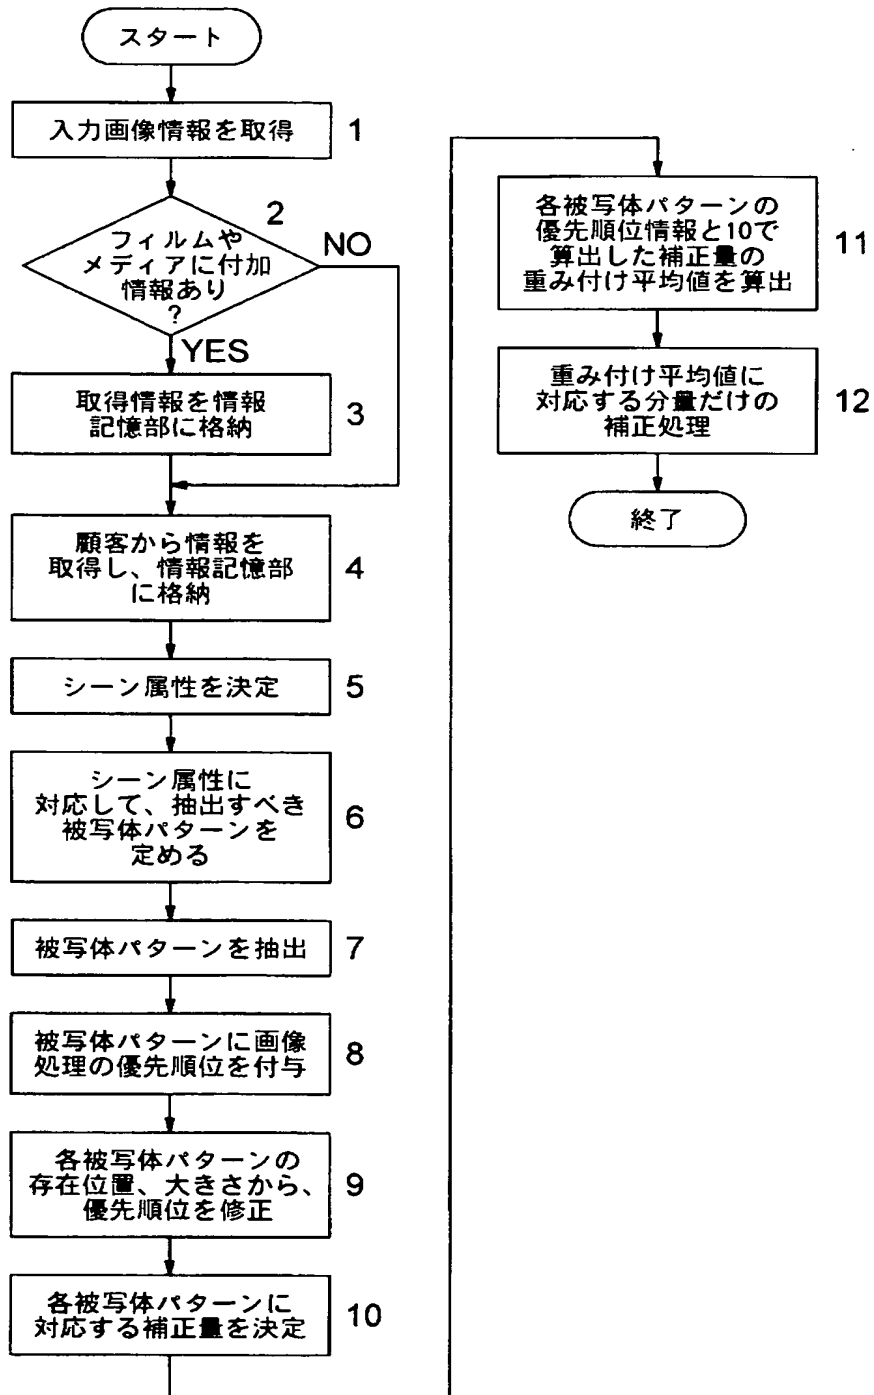 スタート
入力画像情報を取得
1
2
フィルムや
メディアに付加
情報あり
?
NO
YES
取得情報を情報
記憶部に格納
3
顧客から情報を
取得し、情報記憶部
に格納
4
シーン属性を決定
5
シーン属性に
対応して、抽出すべき
被写体パターンを
定める
6
被写体パターンを抽出
7
被写体パターンに画像
処理の優先順位を付与
8
各被写体パターンの
存在位置、大きさから、
優先順位を修正
9
各被写体パターンに
対応する補正量を決定
10
各被写体パターンの
優先順位情報と10で
算出した補正量の
重み付け平均値を算出
11
重み付け平均値に
対応する分量だけの
補正処理
12
終了